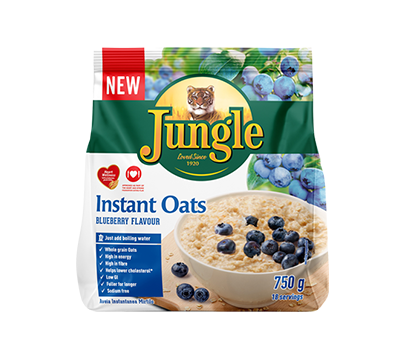 NEW
Jungle
Loved Since
1920
Instant Oats
BLUEBERRY FLAVOUR
Just add boiling water
Whole grain Oats
High in energy
High in fibre
Helps lower cholesterol*
Low GI
Fuller for longer
Sodium free
750 g
18 servings